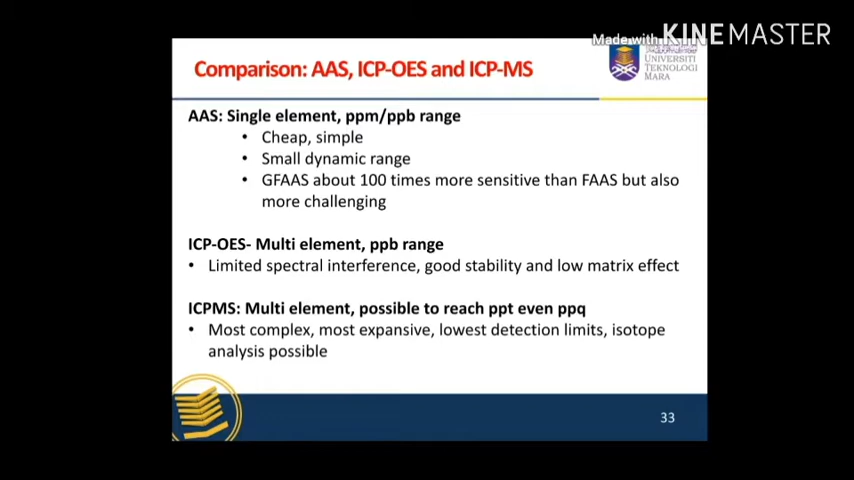 Made with KINEMASTER
Comparison: AAS, ICP-OES and ICP-MS
UNIVERSITI
TEKNOLOGI
MARA
AAS: Single element, ppm/ppb range
• Cheap, simple
• Small dynamic range
• GFAAS about 100 times more sensitive than FAAS but also
more challenging
ICP-OES- Multi element, ppb range
• Limited spectral interference, good stability and low matrix effect
ICPMS: Multi element, possible to reach ppt even ppq
• Most complex, most expansive, lowest detection limits, isotope
analysis possible
33